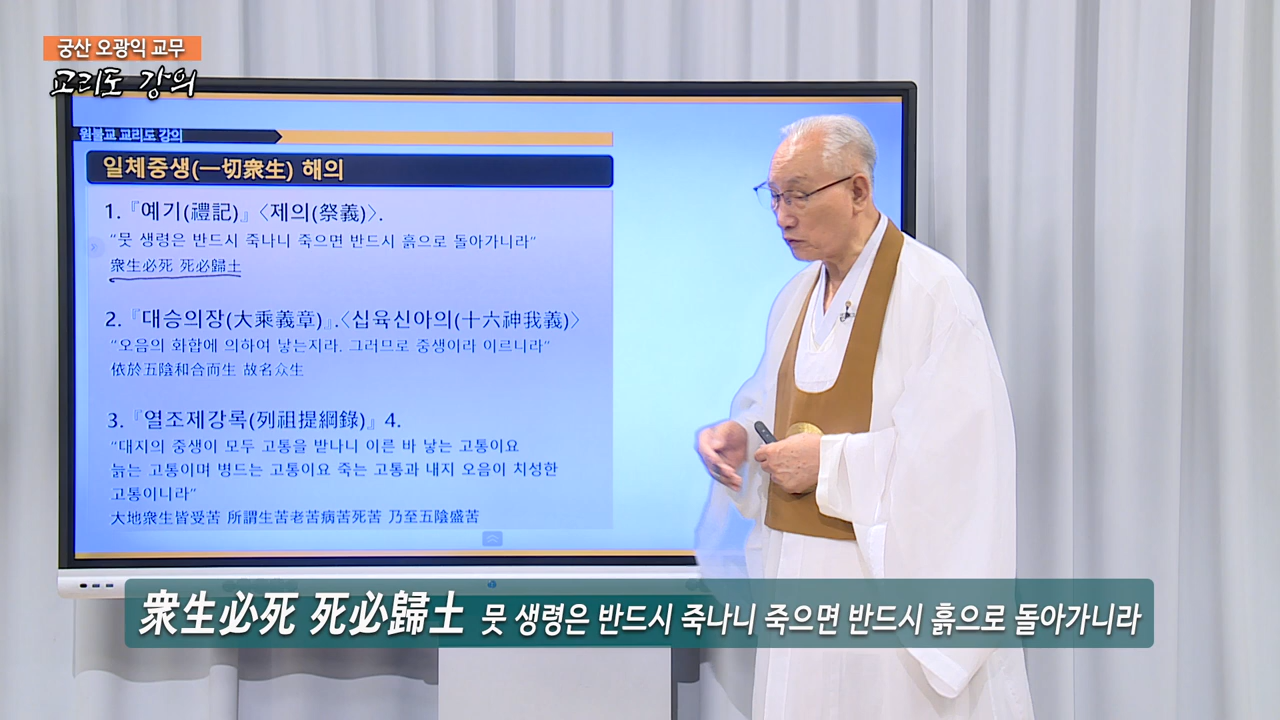 궁산 오광익 교무
교리도 강의
원불교 교리도 강의
일체중생(一切衆生) 해의
1. 『예기(禮記)』 〈제의(祭義)〉.
“뭇 생령은 반드시 죽나니 죽으면 반드시 흙으로 돌아가니라”
衆生必死 死必歸土
2. 『대승의장(大乘義章)』.〈십육신아의(十六神我義)〉
“오음의 화합에 의하여 낳는지라. 그러므로 중생이라 이르니라”
依於五陰和合而生 故名众生
3. 『열조제강록(列祖提綱錄)』 4.
“대지의 중생이 모두 고통을 받나니 이른 바 낳는 고통이요
늙는 고통이며 병드는 고통이요 죽는 고통과 내지 오음이 치성한
고통이니라”
大地衆生皆受苦 所謂生苦老苦病苦死苦 乃至五陰盛苦
衆生必死 死必歸土 뭇 생령은 반드시 죽나니 죽으면 반드시 흙으로 돌아가니라